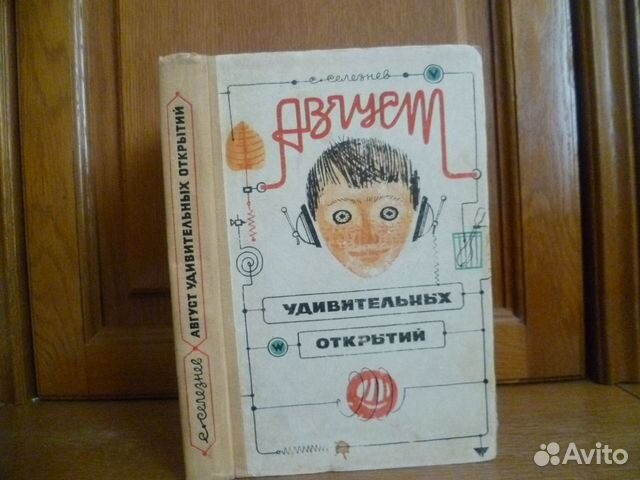 с. селезнев АВГУСТ УДИВИТЕЛЬНЫХ ОТКРЫТИЙ
с. селезнев
V
Август
УДИВИТЕЛЬНЫХ
W
ОТКРЫТИЙ
Avito